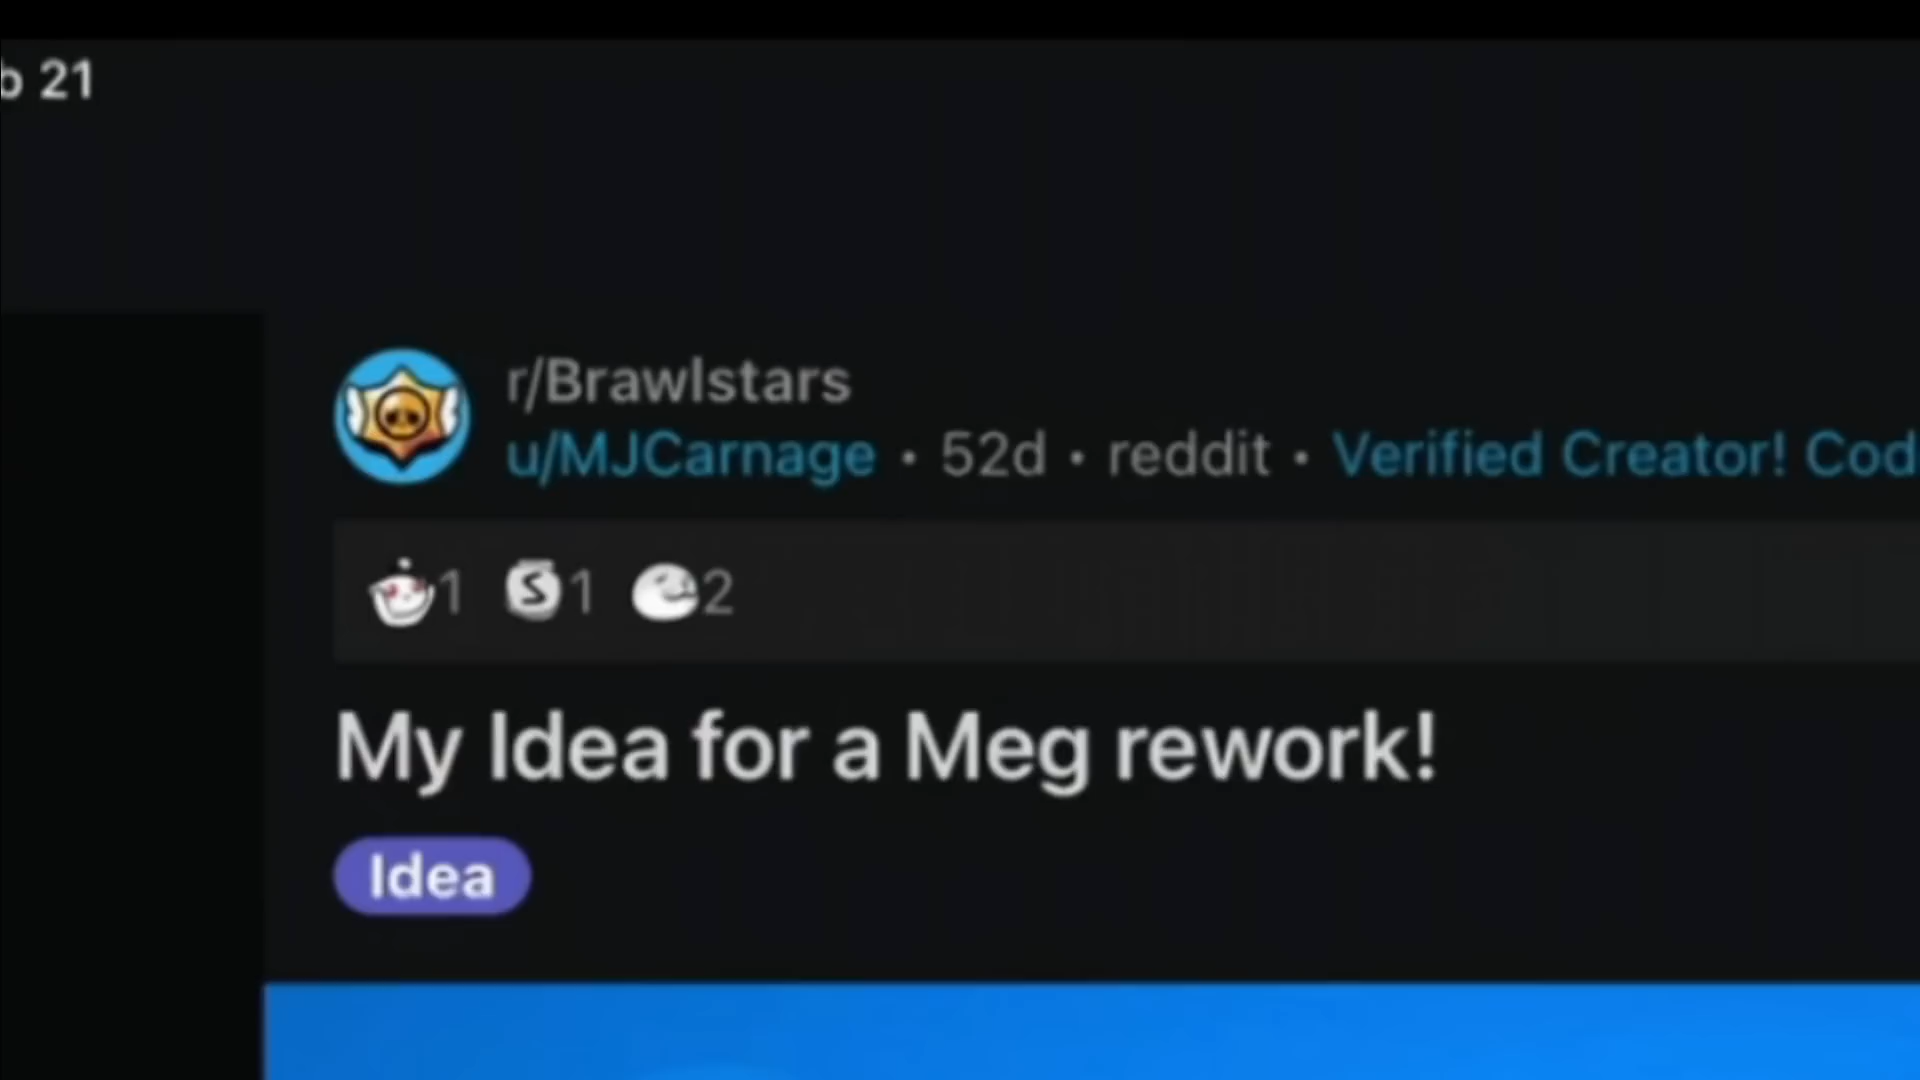 b 21
r/Brawlstars
u/MJCarnage • 52d • reddit • Verified Creator! Cod
1 S 1 2
My Idea for a Meg rework!
Idea